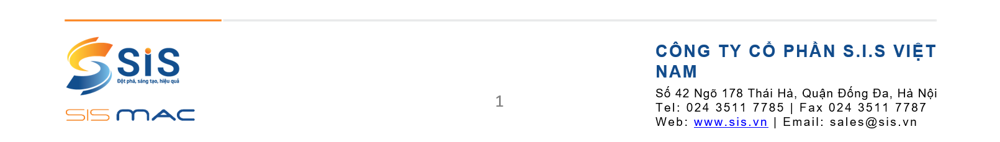 SiS
Đột phá, sáng tạo, hiệu quả
SIS MAC
1
CÔNG TY CỔ PHẦN S.I.S VIỆT
NAM
Số 42 Ngõ 178 Thái Hà, Quận Đống Đa, Hà Nội
Tel: 024 3511 7785 | Fax 024 3511 7787
Web: www.sis.vn | Email: sales@sis.vn